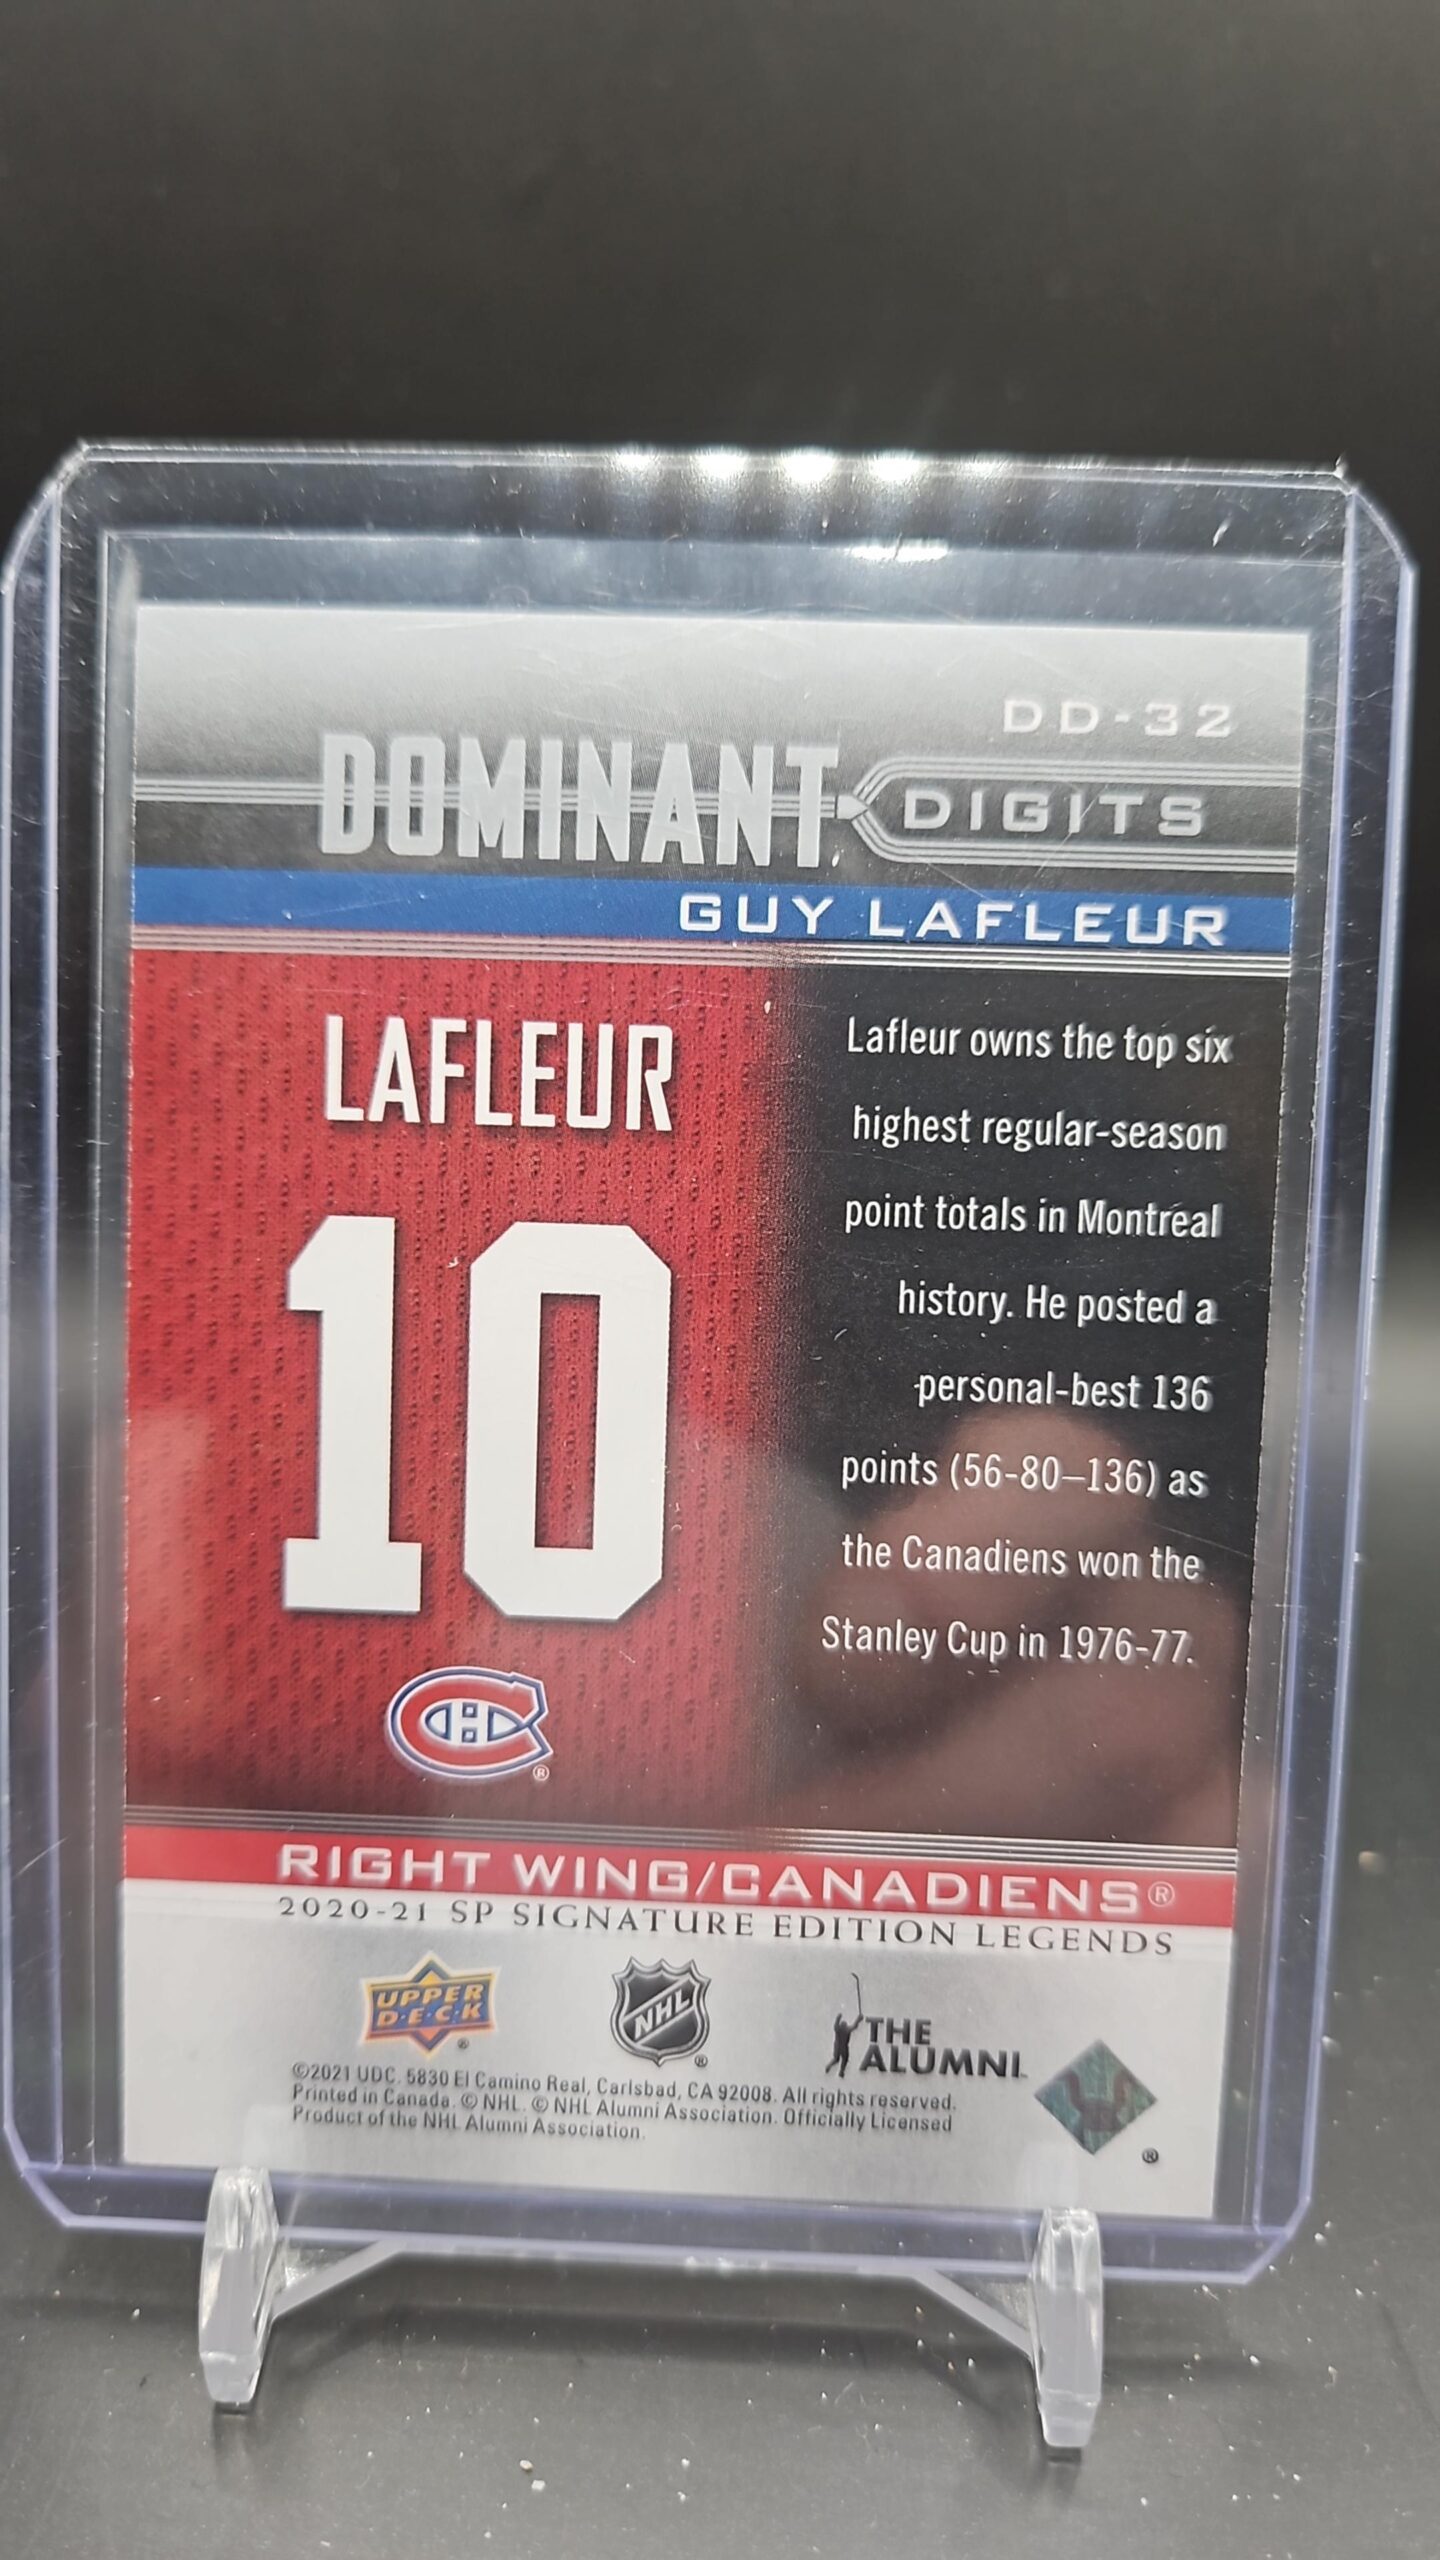 DD-32
DOMINANT DIGITS
GUY LAFLEUR
LAFLEUR
10
Lafleur owns the top six
highest regular-season
point totals in Montreal
history. He posted a
personal-best 136
points (56-80–136) as
the Canadiens won the
Stanley Cup in 1976-77.
CH
®
RIGHT WING/CANADIENS®
2020-21 SP SIGNATURE EDITION LEGENDS
UPPER
D·E·C·K
®
NHL
®
THE
ALUMNI
®
©2021 UDC. 5830 El Camino Real, Carlsbad, CA 92008. All rights reserved.
Printed in Canada. © NHL. © NHL Alumni Association. Officially Licensed
Product of the NHL Alumni Association.